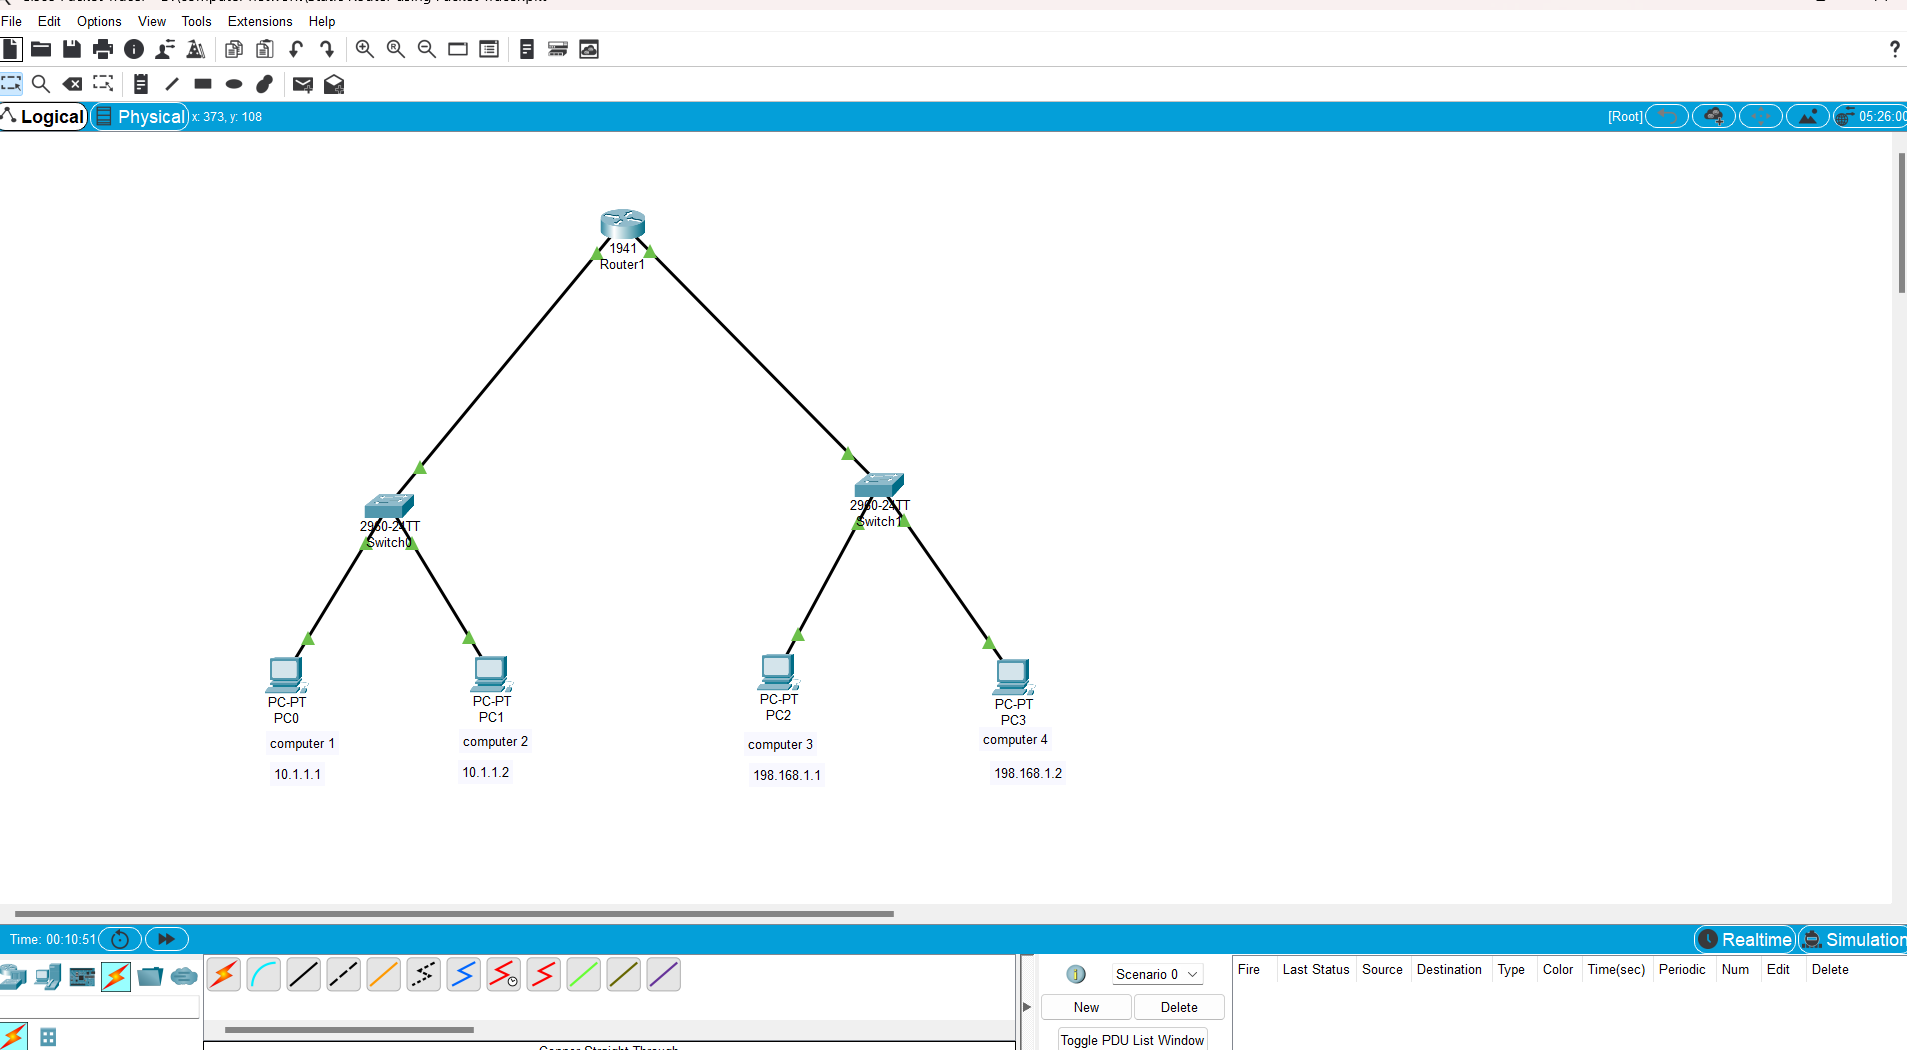 File Edit Options View Tools Extensions Help
?
Logical Physical x: 373, y: 108 [Root] 05:26:00
1941
Router1
2960-24TT
Switch0
2960-24TT
Switch1
PC-PT
PC0
PC-PT
PC1
PC-PT
PC2
PC-PT
PC3
computer 1
computer 2
computer 3
computer 4
10.1.1.1
10.1.1.2
198.168.1.1
198.168.1.2
Time: 00:10:51 Realtime Simulation
Scenario 0
New Delete
Toggle PDU List Window
Fire Last Status Source Destination Type Color Time(sec) Periodic Num Edit Delete
Copper Straight-Through